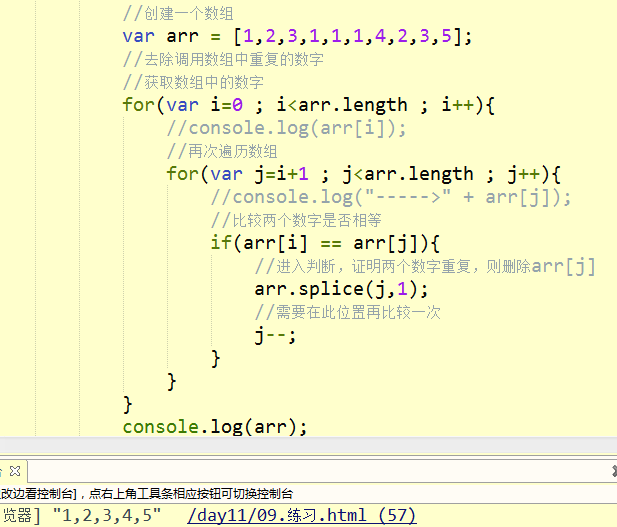 //创建一个数组
var arr = [1,2,3,1,1,1,4,2,3,5];
//去除调用数组中重复的数字
//获取数组中的数字
for(var i=0 ; i<arr.length ; i++){
//console.log(arr[i]);
//再次遍历数组
for(var j=i+1 ; j<arr.length ; j++){
//console.log("----->" + arr[j]);
//比较两个数字是否相等
if(arr[i] == arr[j]){
//进入判断，证明两个数字重复，则删除arr[j]
arr.splice(j,1);
//需要在此位置再比较一次
j--;
}
}
}
console.log(arr);
改边看控制台]，点右上角工具条相应按钮可切换控制台
览器] "1,2,3,4,5" /day11/09.练习.html (57)